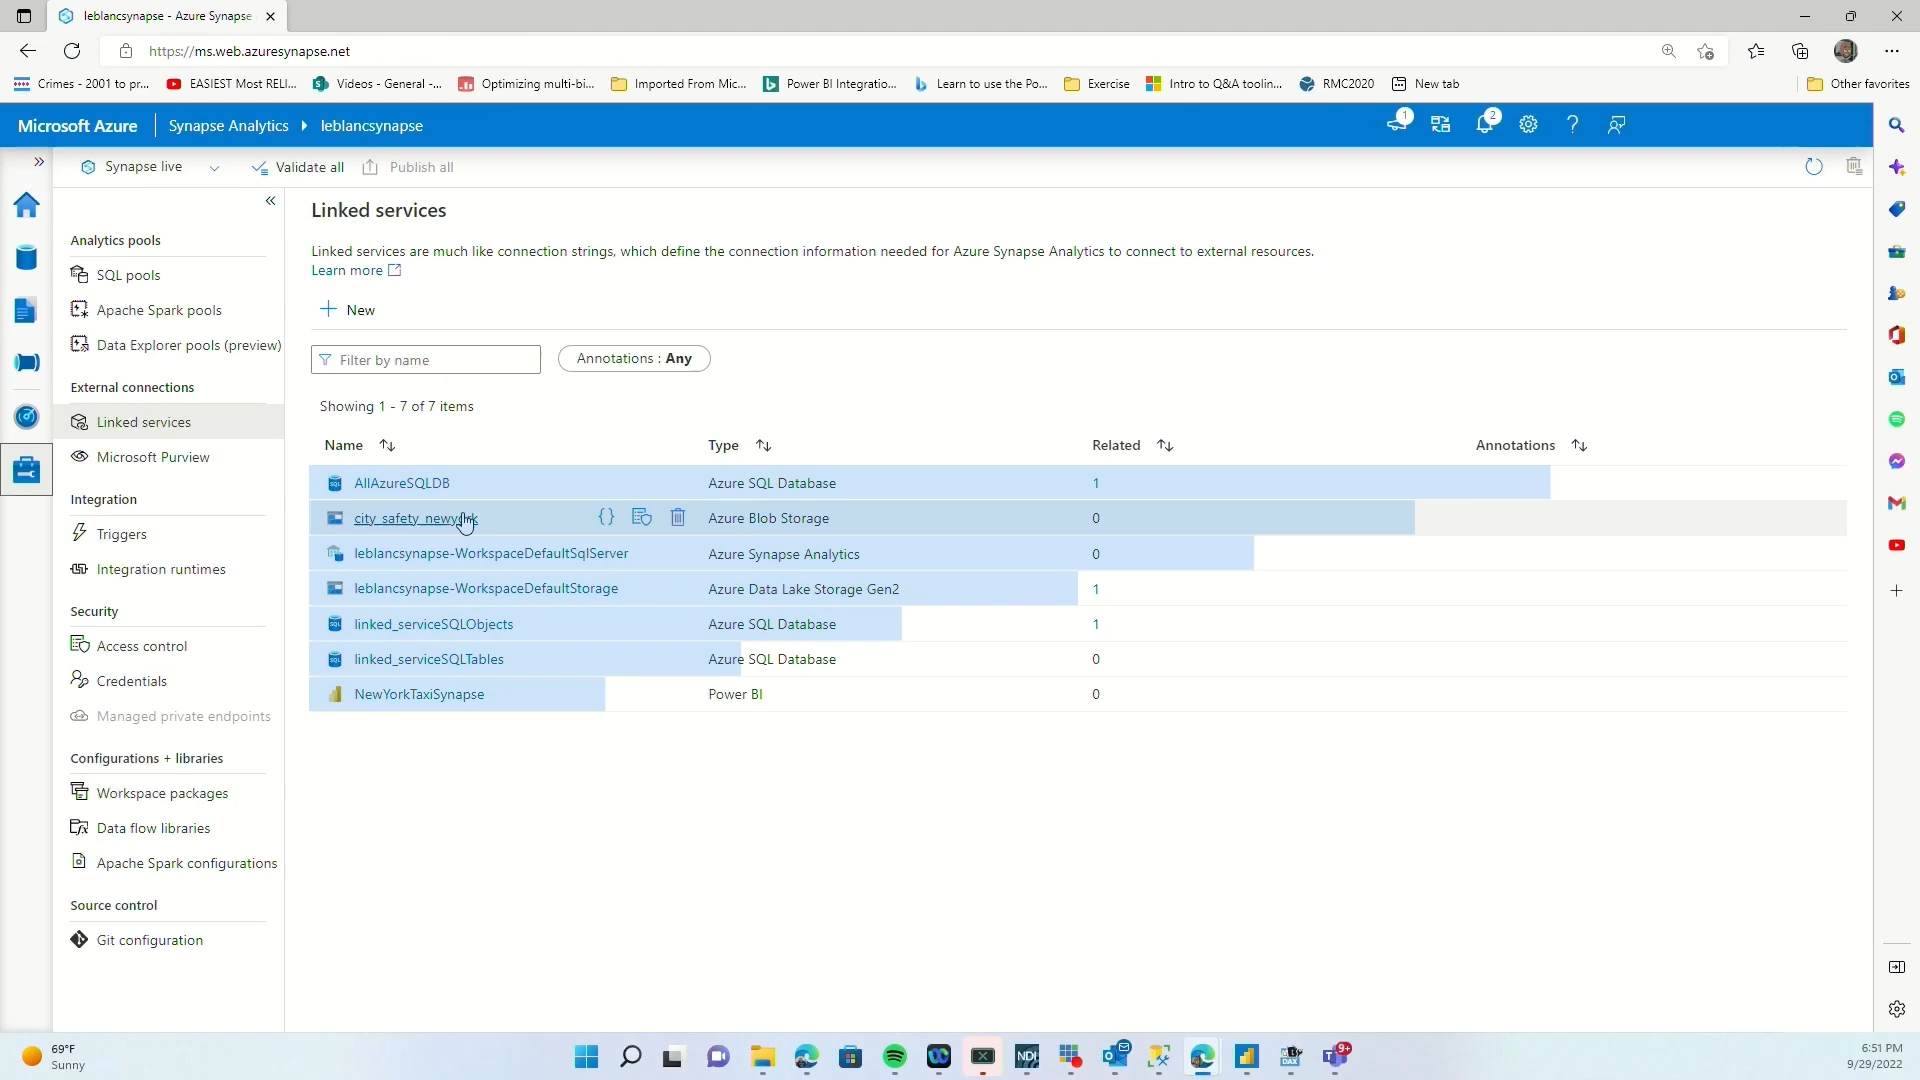 leblancsynapse - Azure Synapse
https://ms.web.azuresynapse.net
Crimes - 2001 to pr... EASIEST Most RELI... Videos - General -... Optimizing multi-bi... Imported From Mic... Power BI Integratio... Learn to use the Po... Exercise Intro to Q&A toolin... RMC2020 New tab Other favorites
Microsoft Azure Synapse Analytics leblancsynapse 1 2
Synapse live Validate all Publish all
Analytics pools
SQL pools
Apache Spark pools
Data Explorer pools (preview)
External connections
Linked services
Microsoft Purview
Integration
Triggers
Integration runtimes
Security
Access control
Credentials
Managed private endpoints
Configurations + libraries
Workspace packages
Data flow libraries
Apache Spark configurations
Source control
Git configuration
Linked services
Linked services are much like connection strings, which define the connection information needed for Azure Synapse Analytics to connect to external resources.
Learn more
New
Filter by name Annotations : Any
Showing 1 - 7 of 7 items
Name Type Related Annotations
AllAzureSQLDB Azure SQL Database 1
city_safety_newyork Azure Blob Storage 0
leblancsynapse-WorkspaceDefaultSqlServer Azure Synapse Analytics 0
leblancsynapse-WorkspaceDefaultStorage Azure Data Lake Storage Gen2 1
linked_serviceSQLObjects Azure SQL Database 1
linked_serviceSQLTables Azure SQL Database 0
NewYorkTaxiSynapse Power BI 0
69°F
Sunny
NDI
DAX
9+
6:51 PM
9/29/2022